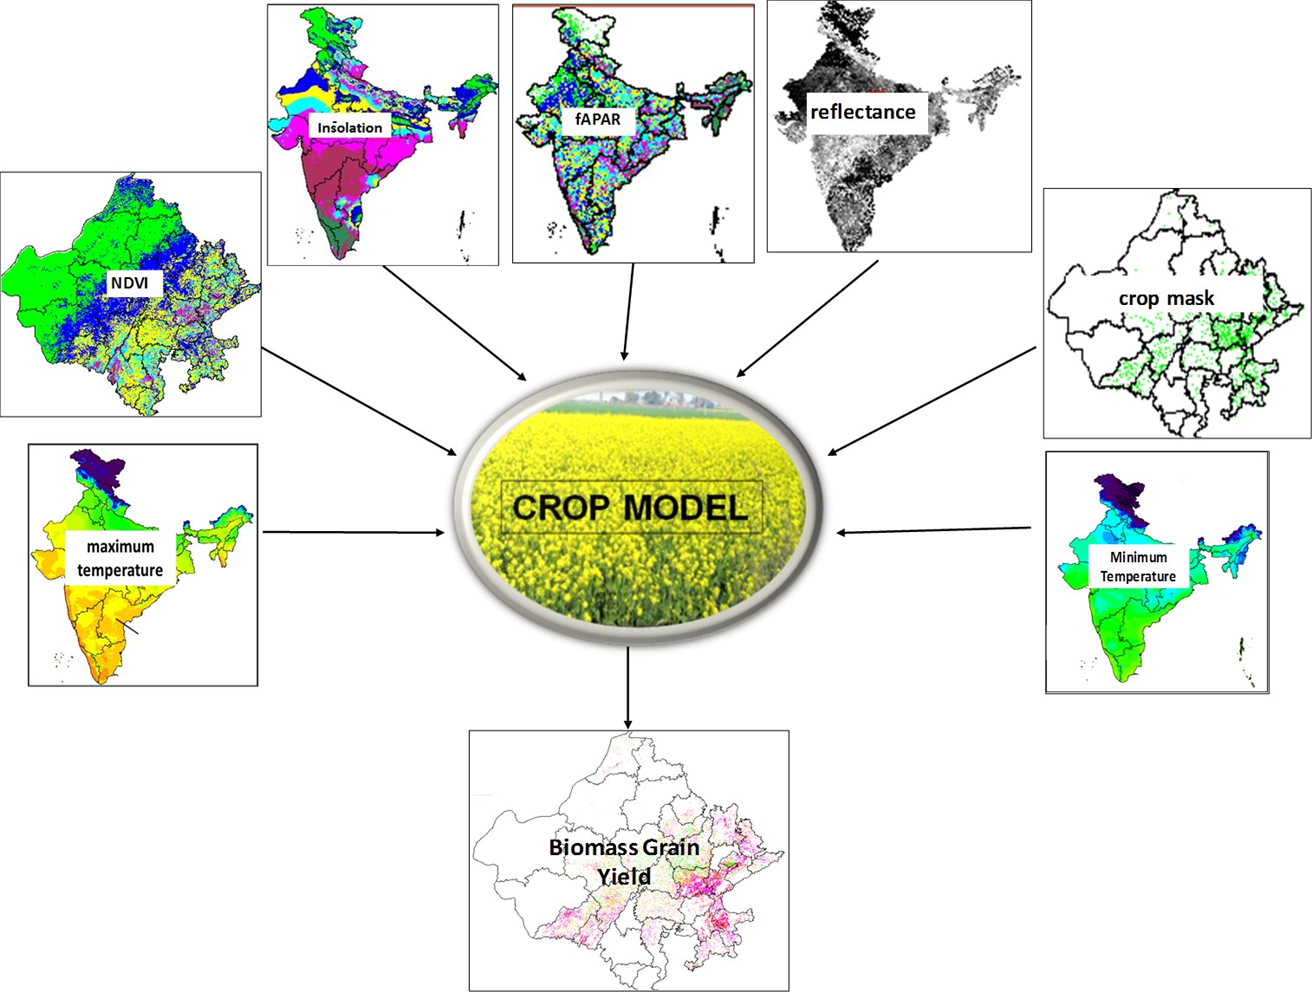 Insolation
fAPAR
reflectance
NDVI
crop mask
maximum
temperature
CROP MODEL
Minimum
Temperature
Biomass Grain
Yield